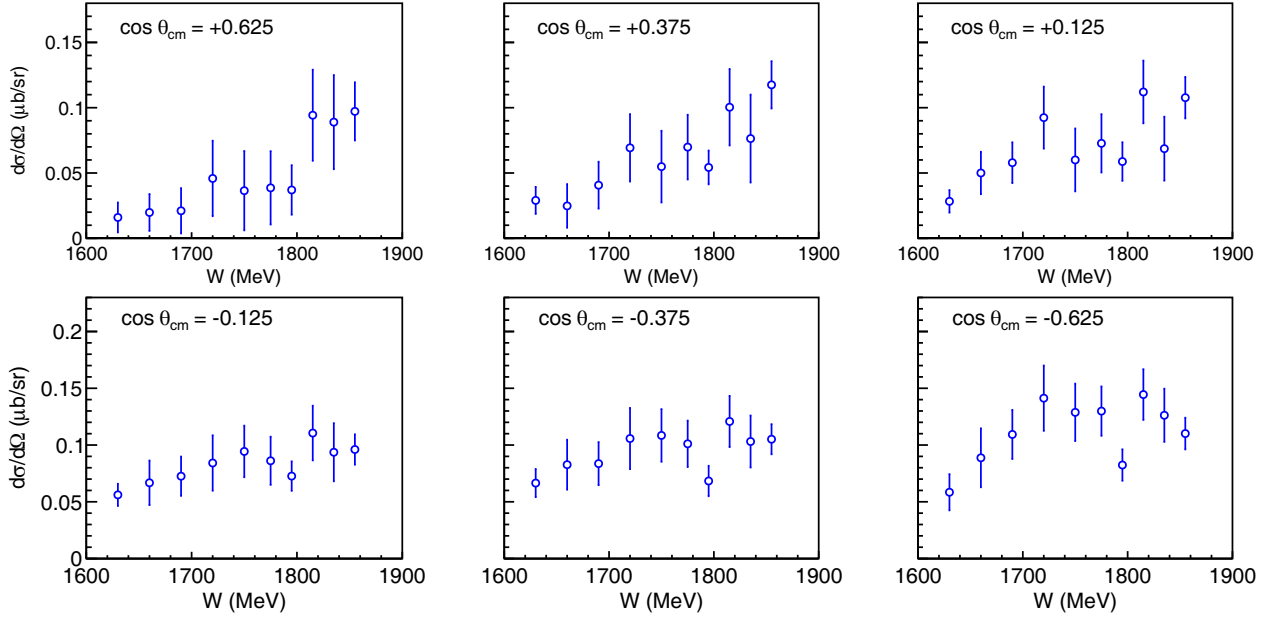 cos θcm = +0.625
cos θcm = +0.375
cos θcm = +0.125
dσ/dΩ (μb/sr)
0.15
0.1
0.05
0
1600 1700 1800 1900
W (MeV)
1600 1700 1800 1900
W (MeV)
1600 1700 1800 1900
W (MeV)
cos θcm = -0.125
cos θcm = -0.375
cos θcm = -0.625
dσ/dΩ (μb/sr)
0.2
0.15
0.1
0.05
0
1600 1700 1800 1900
W (MeV)
1600 1700 1800 1900
W (MeV)
1600 1700 1800 1900
W (MeV)